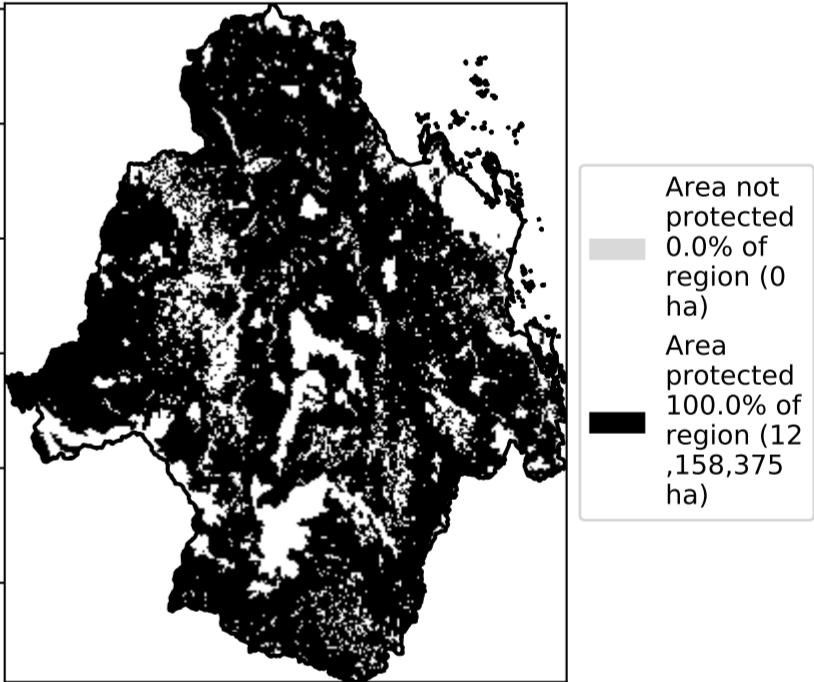 Area not
protected
0.0% of
region (0
ha)
Area
protected
100.0% of
region (12
,158,375
ha)